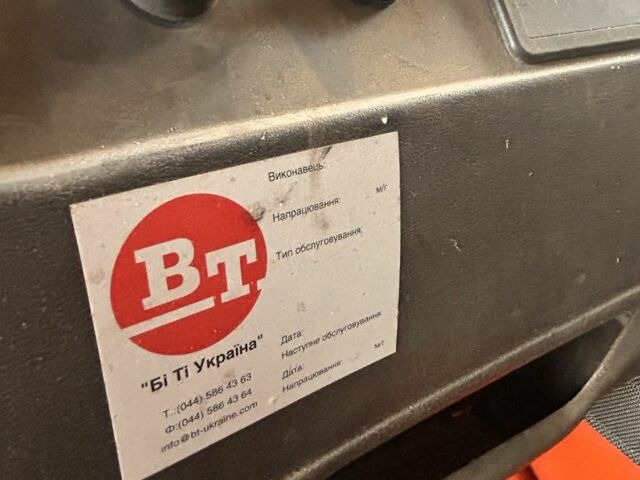 BT
"Бі Ті Україна"
Т.:(044) 586 43 63
Ф:(044) 586 43 64
info@bt-ukraine.com
Виконавець:
Напрацювання: м/г
Тип обслуговування:
Дата:
Наступне обслуговування:
Дата: м/г
Напрацювання: